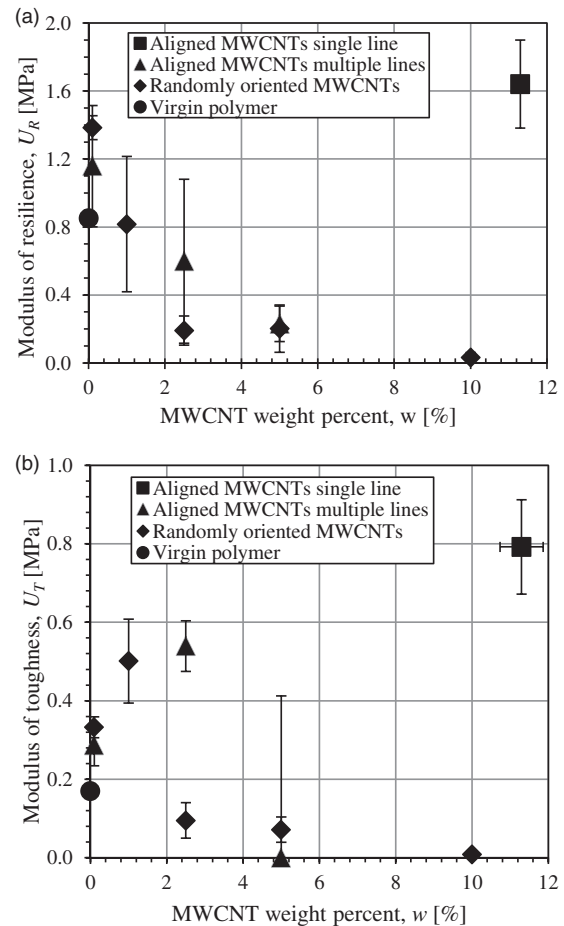 (a)
2.0
1.6
1.2
0.8
0.4
0.0
Modulus of resilience, U_R [MPa]
Aligned MWCNTs single line
Aligned MWCNTs multiple lines
Randomly oriented MWCNTs
Virgin polymer
0 2 4 6 8 10 12
MWCNT weight percent, w [%]
(b)
1.0
0.8
0.6
0.4
0.2
0.0
Modulus of toughness, U_T [MPa]
Aligned MWCNTs single line
Aligned MWCNTs multiple lines
Randomly oriented MWCNTs
Virgin polymer
0 2 4 6 8 10 12
MWCNT weight percent, w [%]